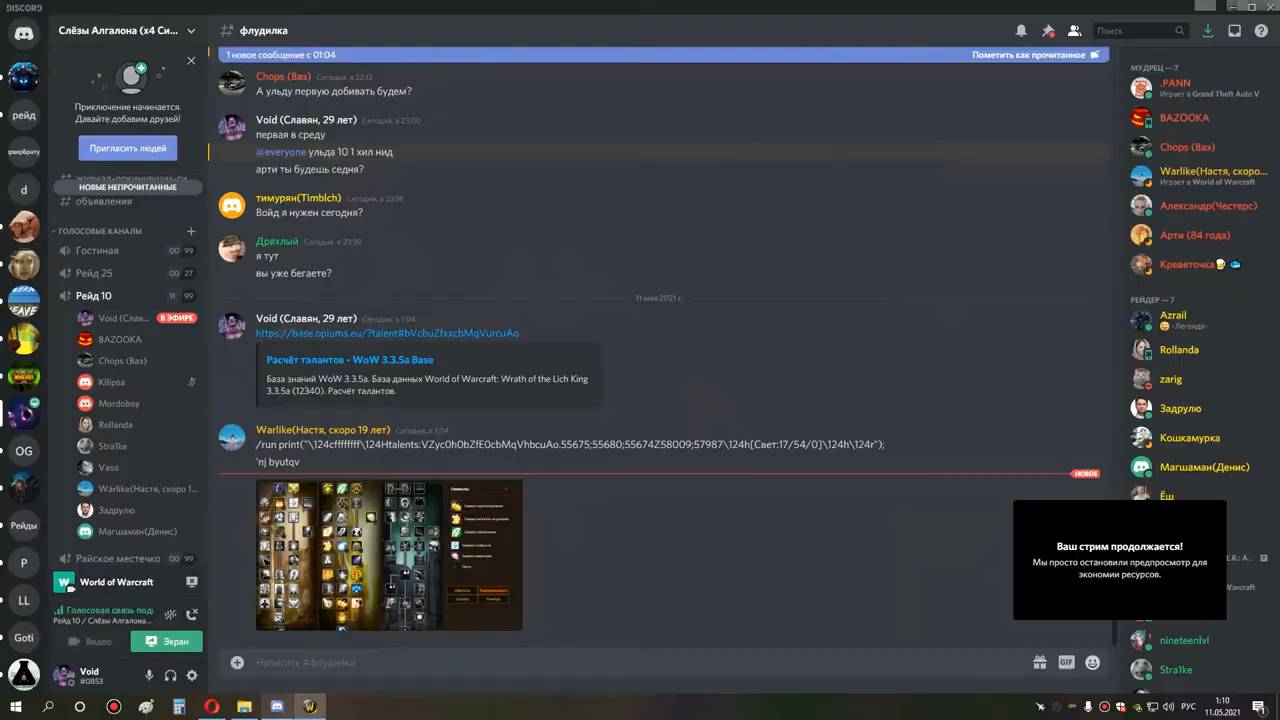 DISCORD
Слёзы Алгалона (x4 Си...
флудилка
Поиск
Приключение начинается.
Давайте добавим друзей!
Пригласить людей
НОВЫЕ НЕПРОЧИТАННЫЕ
объявления
ГОЛОСОВЫЕ КАНАЛЫ
Гостиная 00 99
Рейд 25 00 27
Рейд 10 11 99
Void (Слав... В ЭФИРЕ
BAZOOKA
Chops (Ваз)
Kllipsa
Mordoboy
Rollanda
Stra1ke
Vaso
Warlike(Настя, скоро 1...
Задрулю
Магшаман(Денис)
Райское местечко 00 99
World of Warcraft
Голосовая связь под
Рейд 10 / Слёзы Алгалона...
Видео
Экран
Void
#0853
рейд
d
OG
Рейды
P
LL
Goti
1 новое сообщение с 01:04
Пометить как прочитанное
Chops (Ваз) Сегодня, в 22:12
А ульду первую добивать будем?
Void (Славян, 29 лет) Сегодня, в 23:00
первая в среду
@everyone ульда 10 1 хил нид
арти ты будешь седня?
тимурян(Timblch) Сегодня, в 23:18
Войд я нужен сегодня?
Дряхлый Сегодня, в 23:39
я тут
вы уже бегаете?
11 мая 2021 г.
Void (Славян, 29 лет) Сегодня, в 1:04
https://base.opiums.eu/?talent#bVcbuZfxxcbMqVurcuAo
Расчёт талантов - WoW 3.3.5a Base
База знаний WoW 3.3.5a. База данных World of Warcraft: Wrath of the Lich King
3.3.5a (12340). Расчёт талантов.
Warlike(Настя, скоро 19 лет) Сегодня, в 1:04
/run print("\124cffffffff\124Htalents:VZyc0h0bZfE0cbMqVhbcuAo.55675;55680;55674Z58009;57987\124h[Свет:17/54/0]\124h\124r");
'nj byutqv
НОВОЕ
Написать #флудилка
GIF
МУДРЕЦ — 7
.PANN
Играет в Grand Theft Auto V
BAZOOKA
Chops (Ваз)
Warlike(Настя, скоро...
Играет в World of Warcraft
Александр(Честерс)
Арти (84 года)
Креветочка
РЕЙДЕР — 7
Azrail
-Легенда-
Rollanda
zarig
Задрулю
Кошкамурка
Магшаман(Денис)
Ёш
Ваш стрим продолжается!
Мы просто остановили предпросмотр для
экономии ресурсов.
nineteenlvl
Stra1ke
РУС
1:10
11.05.2021